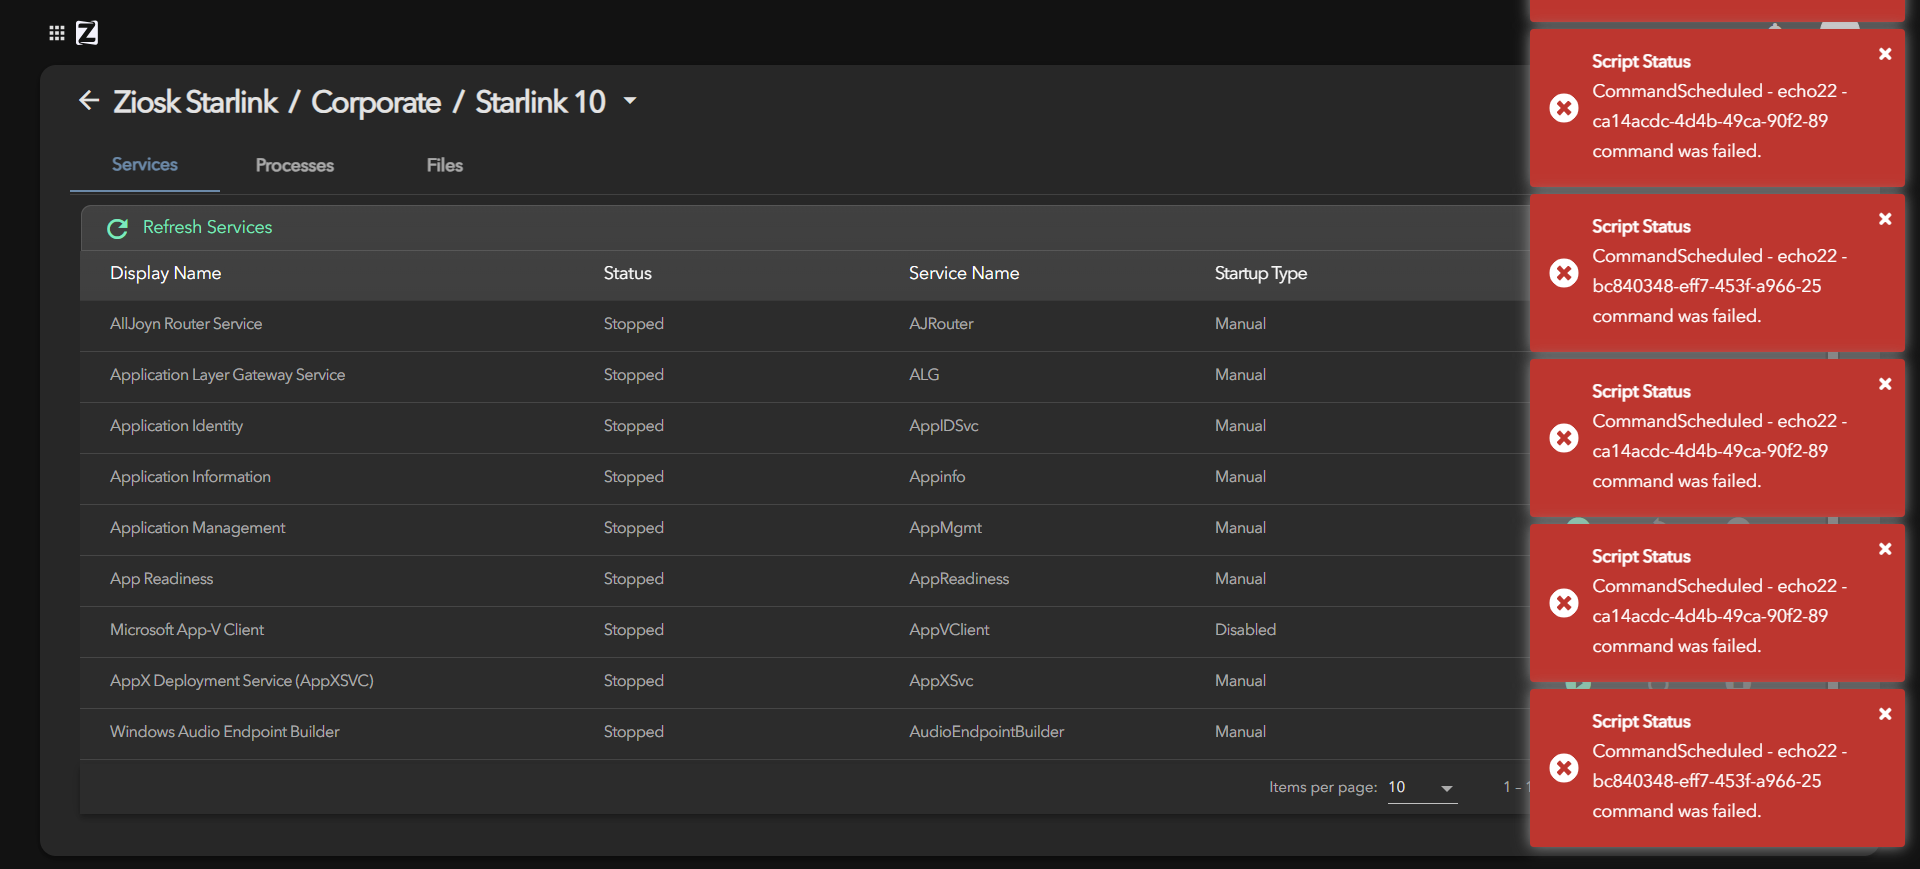 Z
Ziosk Starlink / Corporate / Starlink 10
Services Processes Files
Refresh Services
Display Name Status Service Name Startup Type
AllJoyn Router Service Stopped AJRouter Manual
Application Layer Gateway Service Stopped ALG Manual
Application Identity Stopped AppIDSvc Manual
Application Information Stopped Appinfo Manual
Application Management Stopped AppMgmt Manual
App Readiness Stopped AppReadiness Manual
Microsoft App-V Client Stopped AppVClient Disabled
AppX Deployment Service (AppXSVC) Stopped AppXSvc Manual
Windows Audio Endpoint Builder Stopped AudioEndpointBuilder Manual
Items per page: 10 1 –
Script Status
CommandScheduled - echo22 -
ca14acdc-4d4b-49ca-90f2-89
command was failed.
Script Status
CommandScheduled - echo22 -
bc840348-eff7-453f-a966-25
command was failed.
Script Status
CommandScheduled - echo22 -
ca14acdc-4d4b-49ca-90f2-89
command was failed.
Script Status
CommandScheduled - echo22 -
ca14acdc-4d4b-49ca-90f2-89
command was failed.
Script Status
CommandScheduled - echo22 -
bc840348-eff7-453f-a966-25
command was failed.